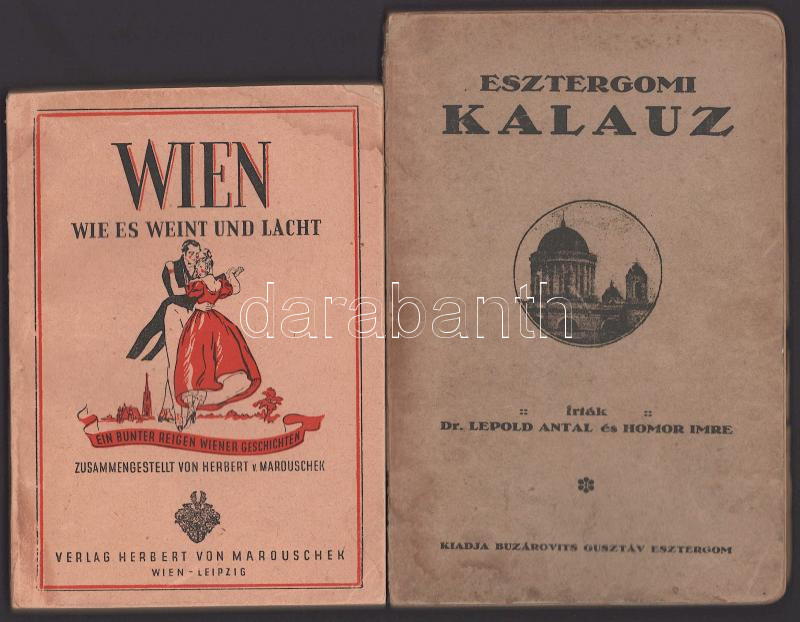 WIEN
WIE ES WEINT UND LACHT
EIN BUNTER REIGEN WIENER GESCHICHTEN
ZUSAMMENGESTELLT VON HERBERT v. MAROUSCHEK
VERLAG HERBERT VON MAROUSCHEK
WIEN - LEIPZIG
ESZTERGOMI
KALAUZ
:: Írták ::
Dr. LEPOLD ANTAL és HOMOR IMRE
KIADJA BUZÁROVITS GUSZTÁV ESZTERGOM
darabanth